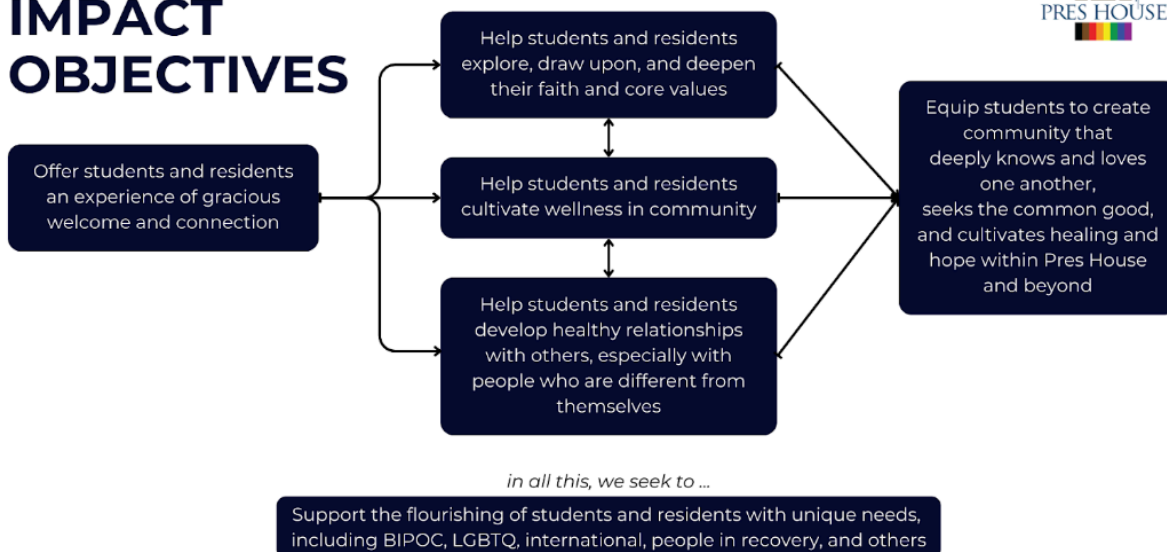 IMPACT
OBJECTIVES
PRES HOUSE
Offer students and residents
an experience of gracious
welcome and connection
Help students and residents
explore, draw upon, and deepen
their faith and core values
Help students and residents
cultivate wellness in community
Help students and residents
develop healthy relationships
with others, especially with
people who are different from
themselves
Equip students to create
community that
deeply knows and loves
one another,
seeks the common good,
and cultivates healing and
hope within Pres House
and beyond
in all this, we seek to ...
Support the flourishing of students and residents with unique needs,
including BIPOC, LGBTQ, international, people in recovery, and others